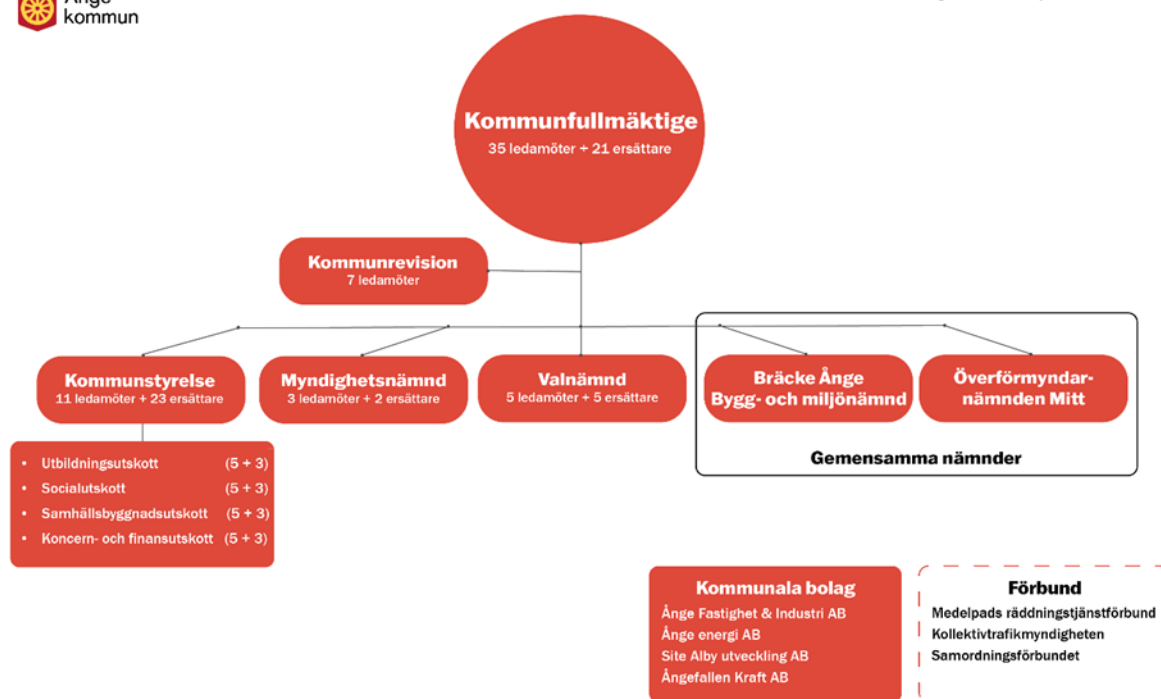 Ånge
kommun
Kommunfullmäktige
35 ledamöter + 21 ersättare
Kommunrevision
7 ledamöter
Kommunstyrelse
11 ledamöter + 23 ersättare
Myndighetsnämnd
3 ledamöter + 2 ersättare
Valnämnd
5 ledamöter + 5 ersättare
Bräcke Ånge
Bygg- och miljönämnd
Överförmyndar-
nämnden Mitt
Gemensamma nämnder
• Utbildningsutskott (5 + 3)
• Socialutskott (5 + 3)
• Samhällsbyggnadsutskott (5 + 3)
• Koncern- och finansutskott (5 + 3)
Kommunala bolag
Ånge Fastighet & Industri AB
Ånge energi AB
Site Alby utveckling AB
Ångefallen Kraft AB
Förbund
Medelpads räddningstjänstförbund
Kollektivtrafikmyndigheten
Samordningsförbundet